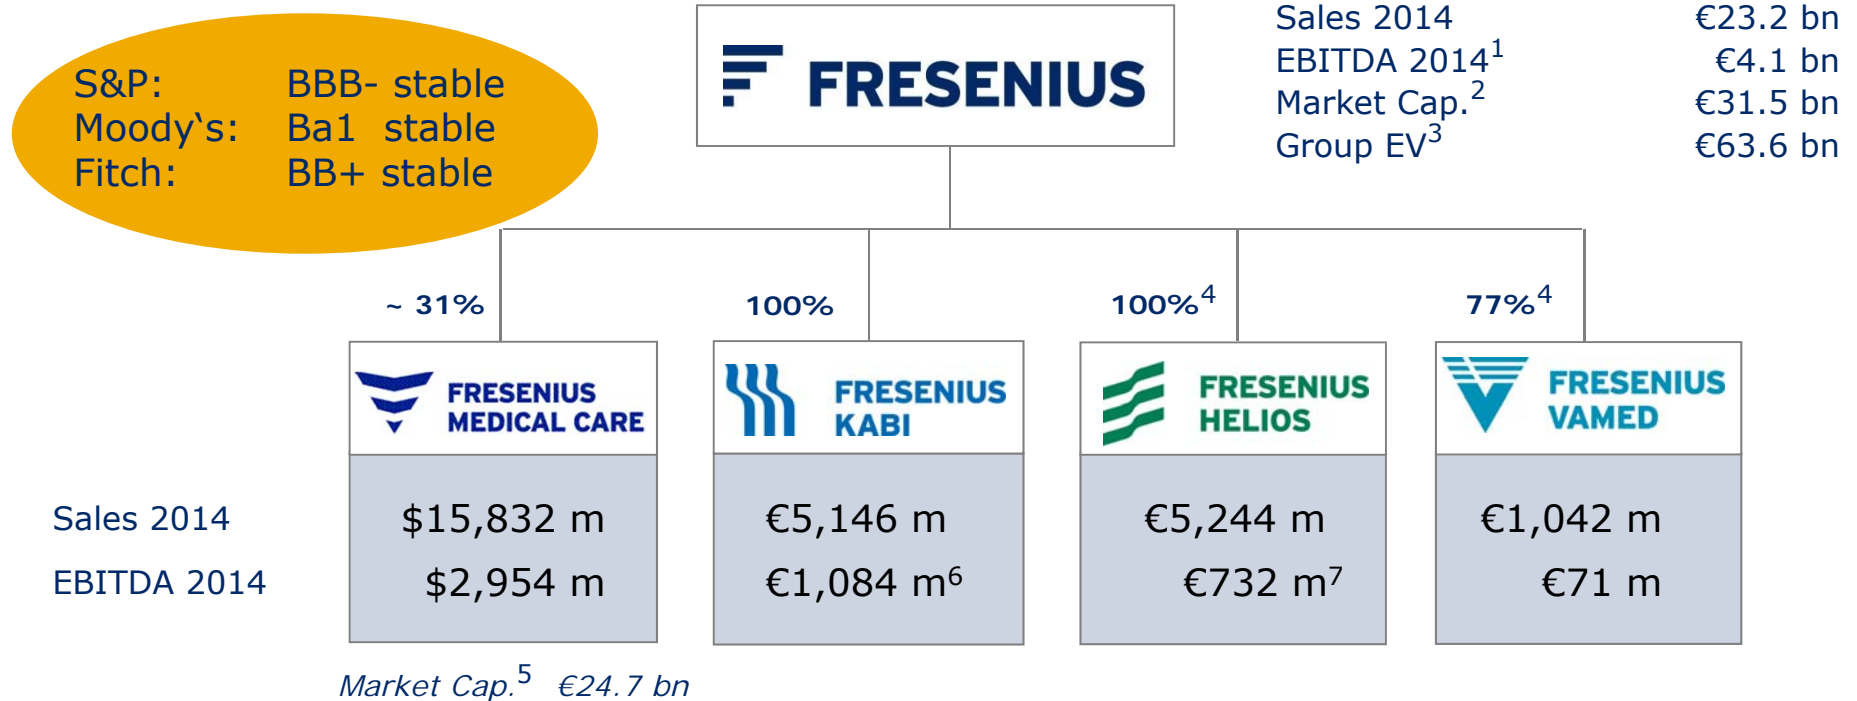 S&P: BBB- stable
Moody‘s: Ba1 stable
Fitch: BB+ stable
FRESENIUS
Sales 2014 €23.2 bn
EBITDA 2014¹ €4.1 bn
Market Cap.² €31.5 bn
Group EV³ €63.6 bn
~ 31% 100% 100%⁴ 77%⁴
FRESENIUS
MEDICAL CARE
FRESENIUS
KABI
FRESENIUS
HELIOS
FRESENIUS
VAMED
Sales 2014 $15,832 m €5,146 m €5,244 m €1,042 m
EBITDA 2014 $2,954 m €1,084 m⁶ €732 m⁷ €71 m
Market Cap.⁵ €24.7 bn